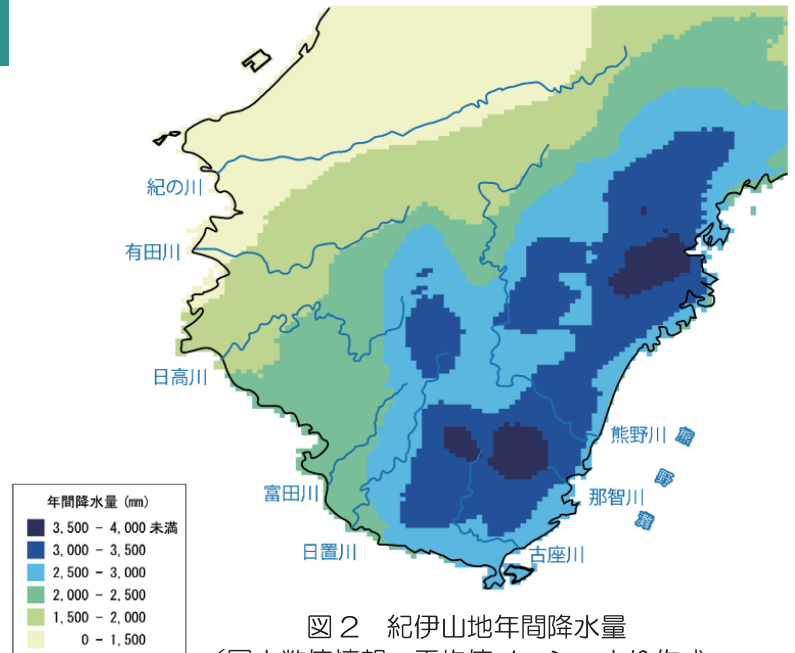 紀の川
有田川
日高川
富田川
日置川
古座川
那智川
熊野川
熊野灘
年間降水量 (mm)
3,500 - 4,000 未満
3,000 - 3,500
2,500 - 3,000
2,000 - 2,500
1,500 - 2,000
0 - 1,500
図２　紀伊山地年間降水量